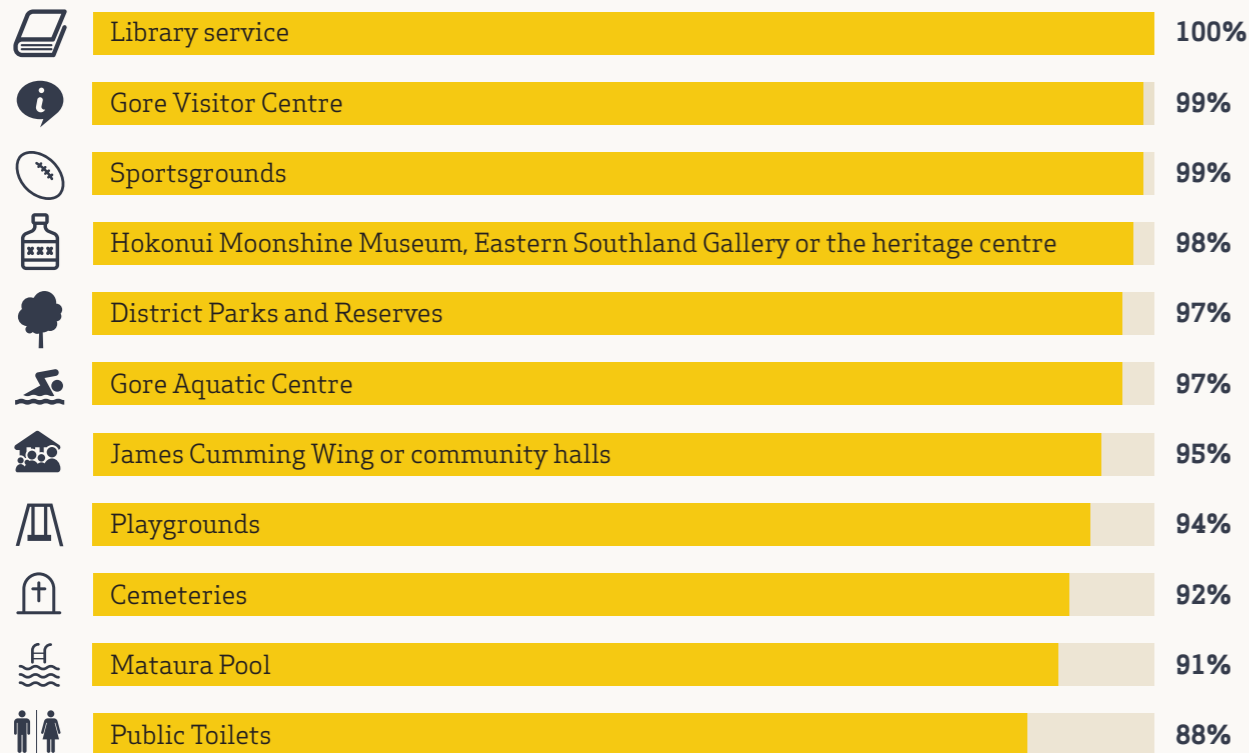 Library service 100%
Gore Visitor Centre 99%
Sportsgrounds 99%
Hokonui Moonshine Museum, Eastern Southland Gallery or the heritage centre 98%
District Parks and Reserves 97%
Gore Aquatic Centre 97%
James Cumming Wing or community halls 95%
Playgrounds 94%
Cemeteries 92%
Mataura Pool 91%
Public Toilets 88%